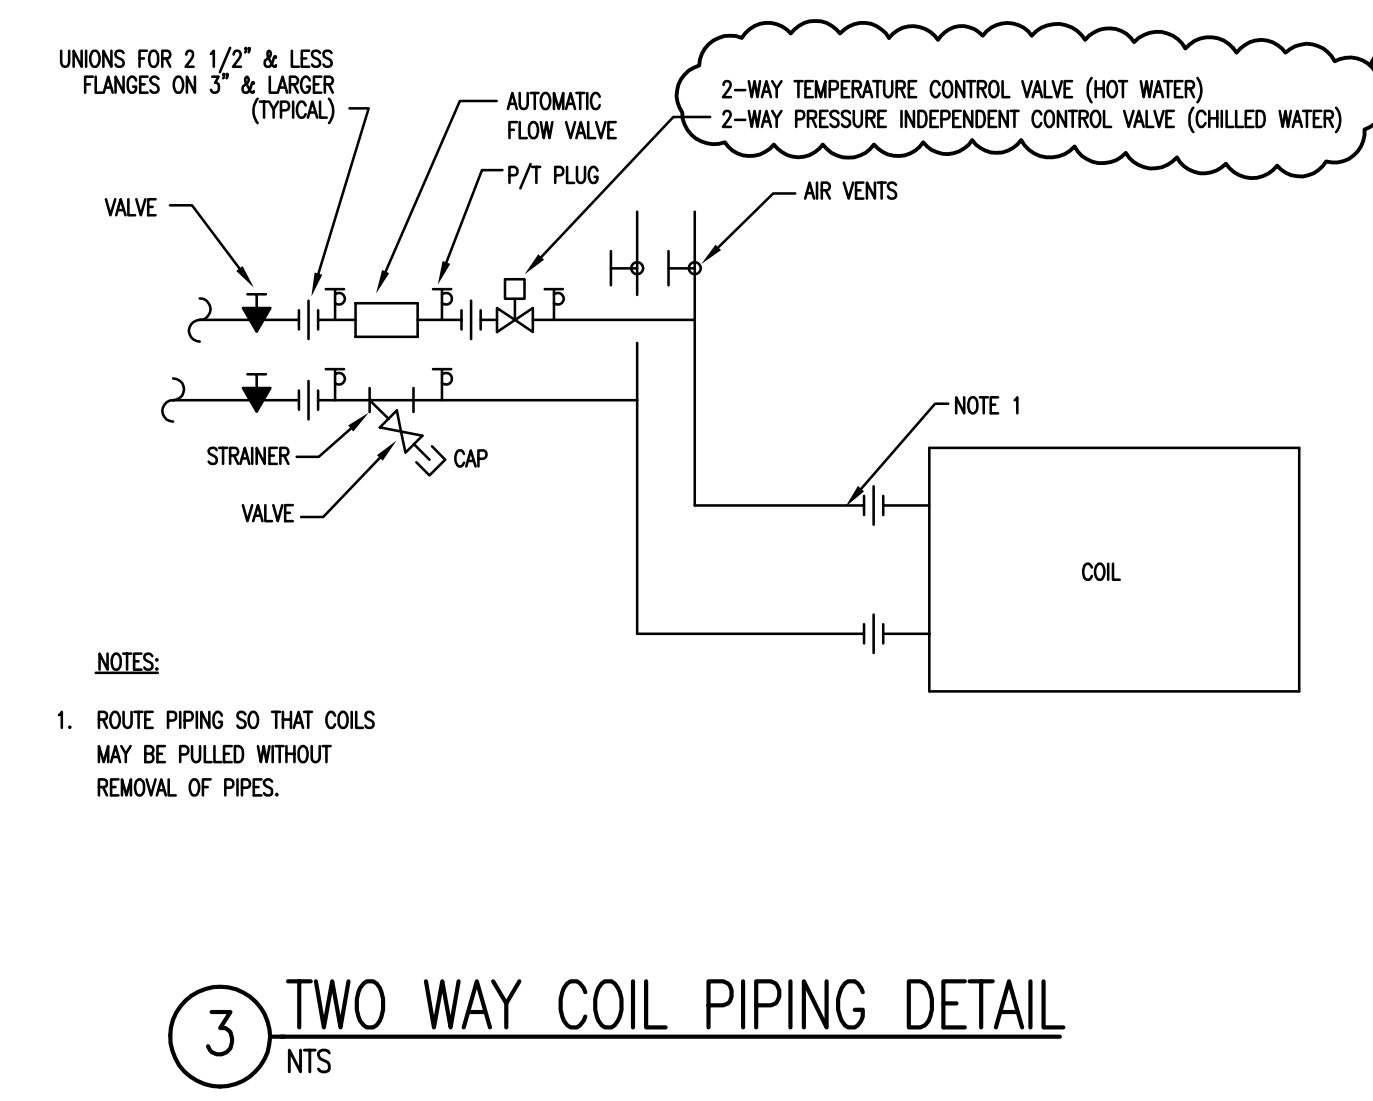 UNIONS FOR 2 1/2" & LESS
FLANGES ON 3" & LARGER
(TYPICAL)
AUTOMATIC
FLOW VALVE
2-WAY TEMPERATURE CONTROL VALVE (HOT WATER)
2-WAY PRESSURE INDEPENDENT CONTROL VALVE (CHILLED WATER)
P/T PLUG
AIR VENTS
VALVE
NOTE 1
STRAINER
CAP
VALVE
COIL
NOTES:
1. ROUTE PIPING SO THAT COILS
MAY BE PULLED WITHOUT
REMOVAL OF PIPES.
3 TWO WAY COIL PIPING DETAIL
NTS